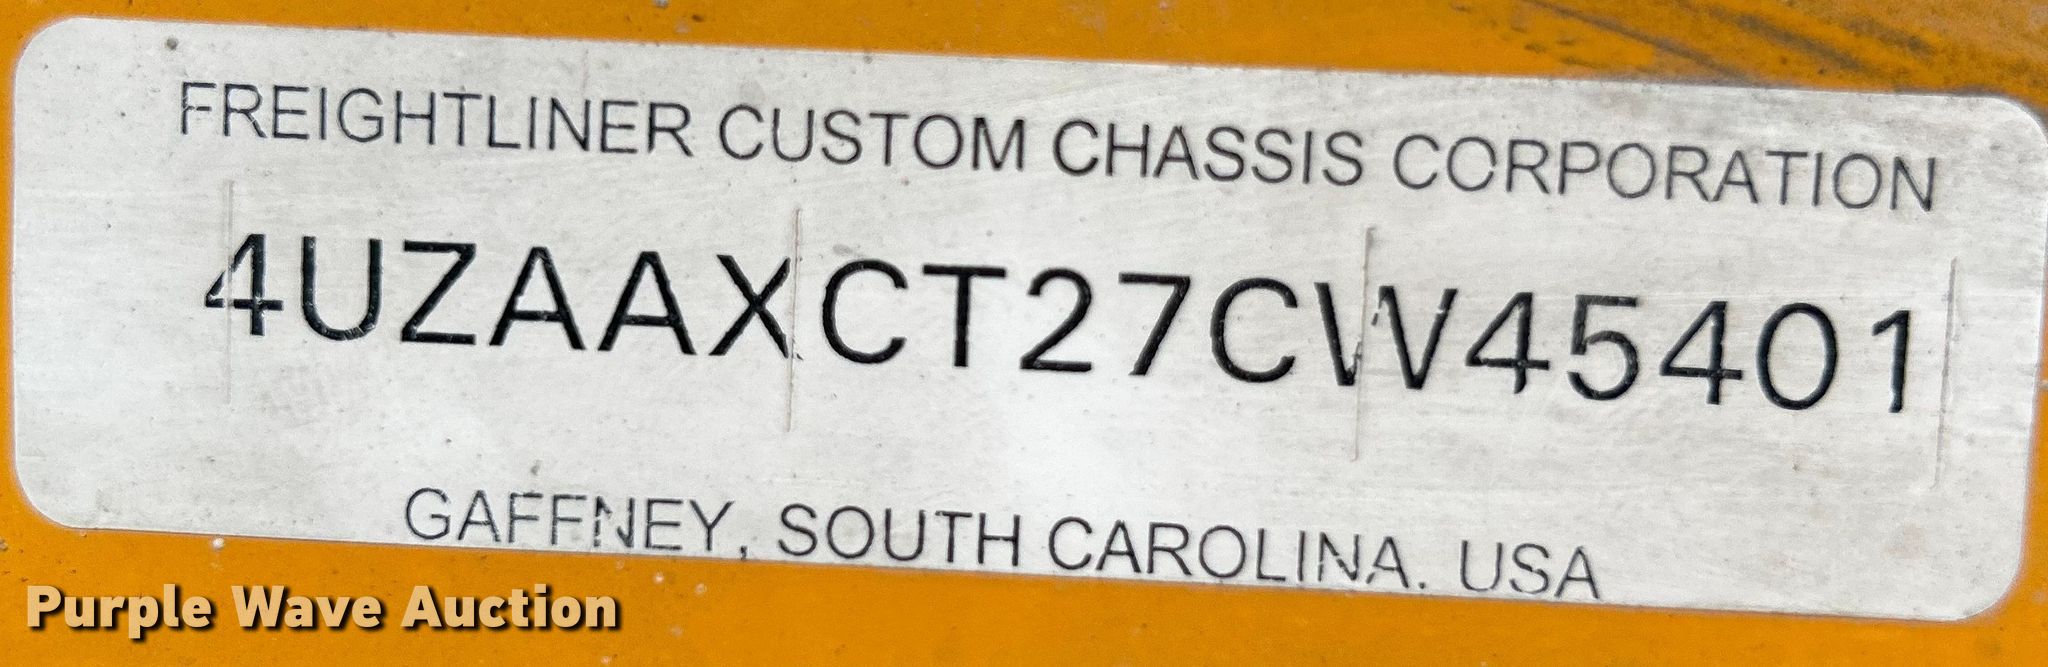 FREIGHTLINER CUSTOM CHASSIS CORPORATION
4UZAAXCT27CW45401
GAFFNEY, SOUTH CAROLINA. USA
Purple Wave Auction